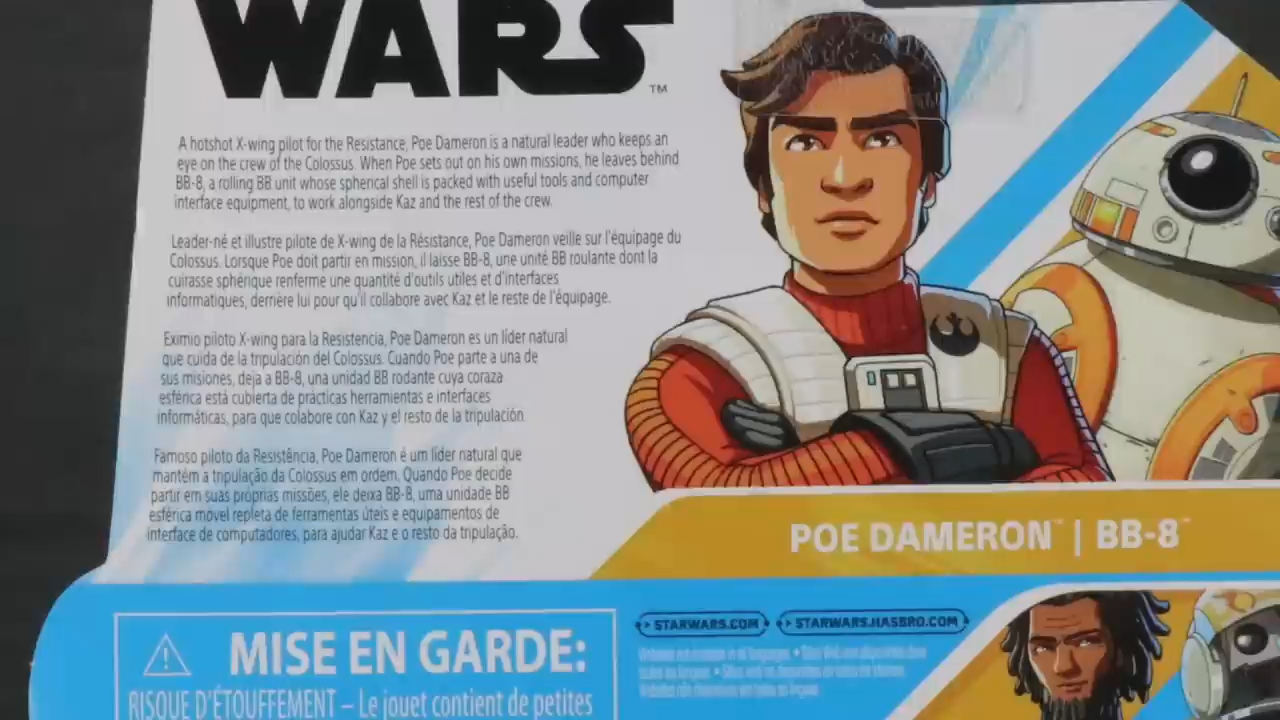 WARS™
A hotshot X-wing pilot for the Resistance, Poe Dameron is a natural leader who keeps an
eye on the crew of the Colossus. When Poe sets out on his own missions, he leaves behind
BB-8, a rolling BB unit whose spherical shell is packed with useful tools and computer
interface equipment, to work alongside Kaz and the rest of the crew.
Leader-né et illustre pilote de X-wing de la Résistance, Poe Dameron veille sur l'équipage du
Colossus. Lorsque Poe doit partir en mission, il laisse BB-8, une unité BB roulante dont la
cuirasse sphérique renferme une quantité d'outils utiles et d'interfaces
informatiques, derrière lui pour qu'il collabore avec Kaz et le reste de l'équipage.
Eximio piloto X-wing para la Resistencia, Poe Dameron es un líder natural
que cuida de la tripulación del Colossus. Cuando Poe parte a una de
sus misiones, deja a BB-8, una unidad BB rodante cuya coraza
esférica está cubierta de prácticas herramientas e interfaces
informáticas, para que colabore con Kaz y el resto de la tripulación.
Famoso piloto da Resistência, Poe Dameron é um líder natural que
mantém a tripulação da Colossus em ordem. Quando Poe decide
partir em suas próprias missões, ele deixa BB-8, uma unidade BB
esférica móvel repleta de ferramentas úteis e equipamentos de
interface de computadores, para ajudar Kaz e o resto da tripulação.
POE DAMERON™ | BB-8™
MISE EN GARDE:
RISQUE D'ÉTOUFFEMENT – Le jouet contient de petites
STARWARS.COM STARWARS.HASBRO.COM